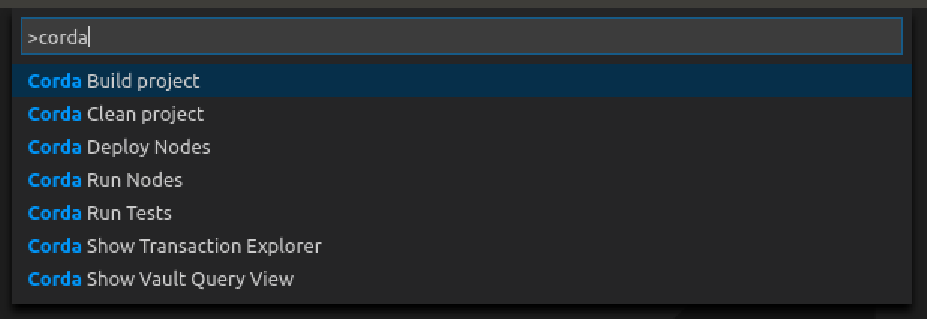 >corda
Corda Build project
Corda Clean project
Corda Deploy Nodes
Corda Run Nodes
Corda Run Tests
Corda Show Transaction Explorer
Corda Show Vault Query View